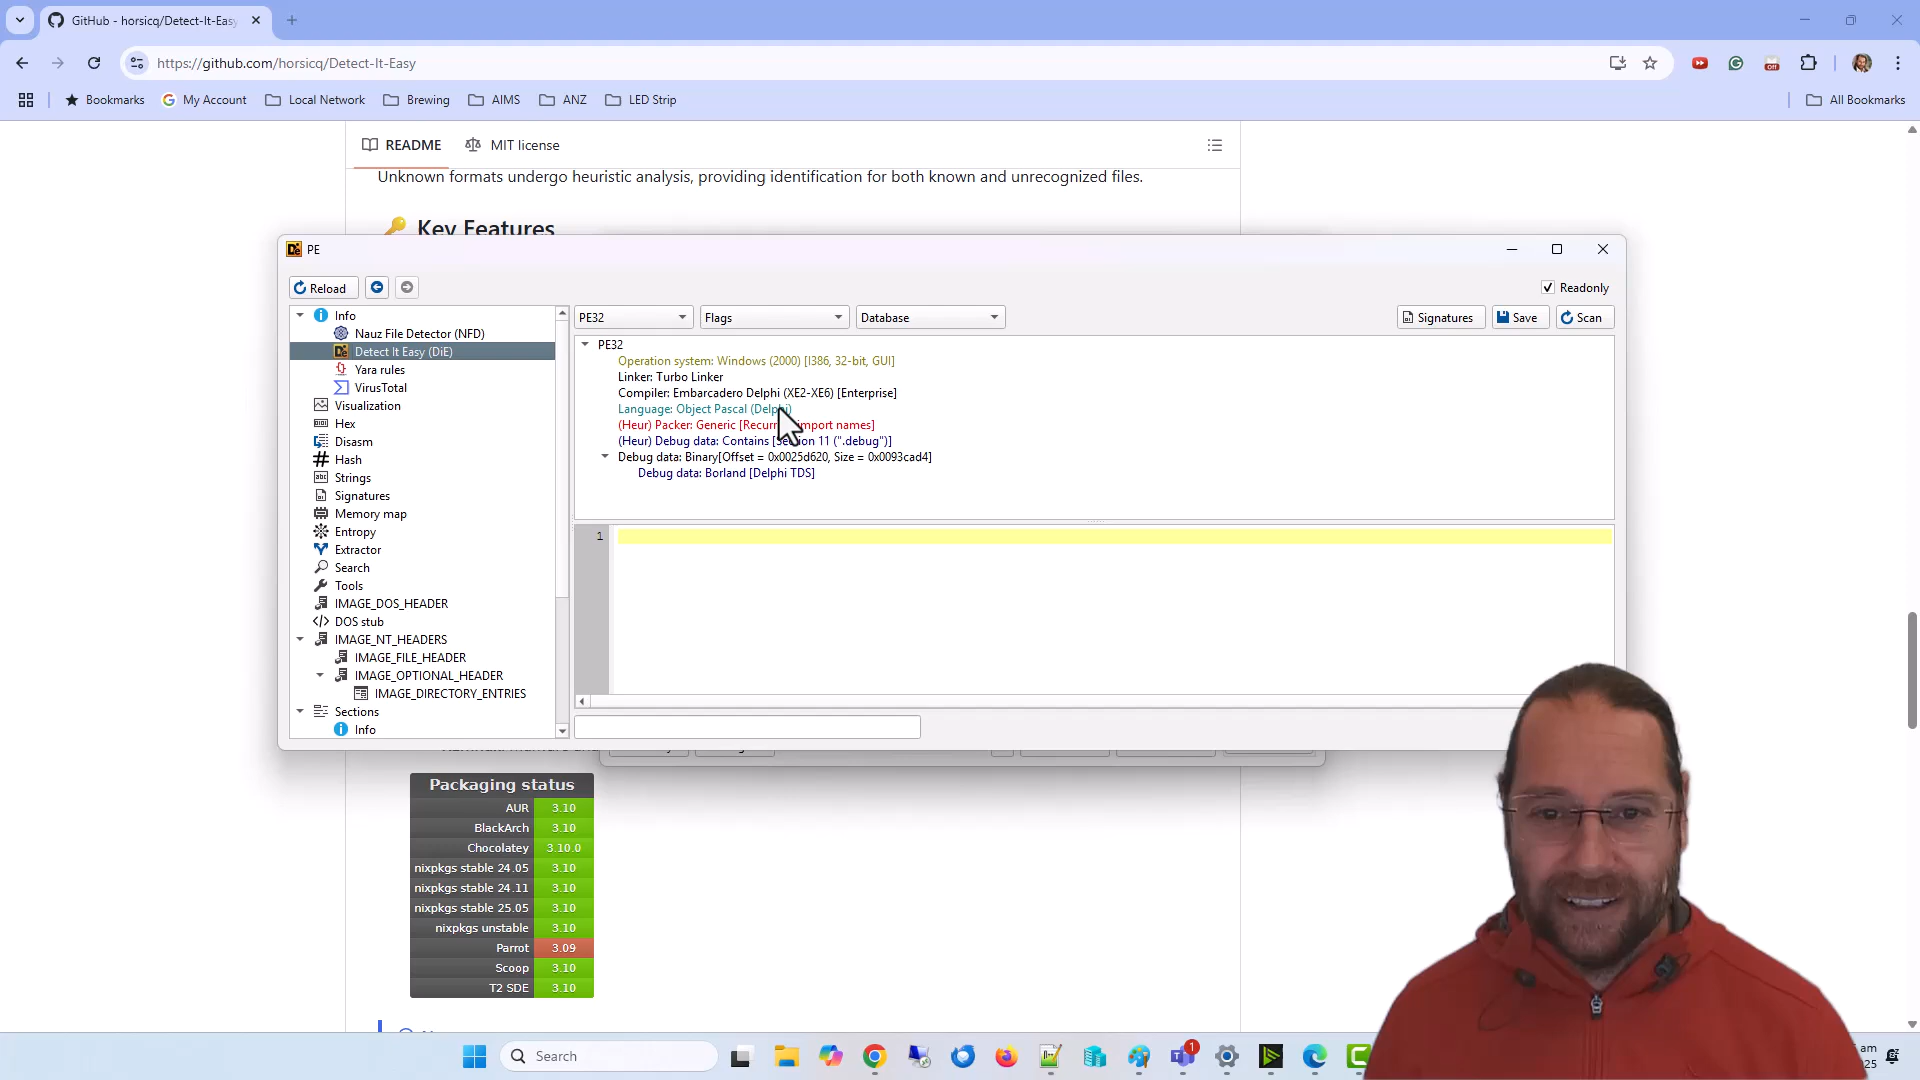 GitHub - horsicq/Detect-It-Easy
https://github.com/horsicq/Detect-It-Easy
Bookmarks
My Account
Local Network
Brewing
AIMS
ANZ
LED Strip
All Bookmarks
README
MIT license
Unknown formats undergo heuristic analysis, providing identification for both known and unrecognized files.
Key Features
PE
Reload
Readonly
Info
Nauz File Detector (NFD)
Detect It Easy (DiE)
Yara rules
VirusTotal
Visualization
Hex
Disasm
Hash
Strings
Signatures
Memory map
Entropy
Extractor
Search
Tools
IMAGE_DOS_HEADER
DOS stub
IMAGE_NT_HEADERS
IMAGE_FILE_HEADER
IMAGE_OPTIONAL_HEADER
IMAGE_DIRECTORY_ENTRIES
Sections
Info
PE32
Flags
Database
Signatures
Save
Scan
PE32
Operation system: Windows (2000) [I386, 32-bit, GUI]
Linker: Turbo Linker
Compiler: Embarcadero Delphi (XE2-XE6) [Enterprise]
Language: Object Pascal (Delphi)
(Heur) Packer: Generic [Recurr import names]
(Heur) Debug data: Contains [Section 11 (".debug")]
Debug data: Binary[Offset = 0x0025d620, Size = 0x0093cad4]
Debug data: Borland [Delphi TDS]
1
Packaging status
AUR 3.10
BlackArch 3.10
Chocolatey 3.10.0
nixpkgs stable 24.05 3.10
nixpkgs stable 24.11 3.10
nixpkgs stable 25.05 3.10
nixpkgs unstable 3.10
Parrot 3.09
Scoop 3.10
T2 SDE 3.10
Search
1
am
25